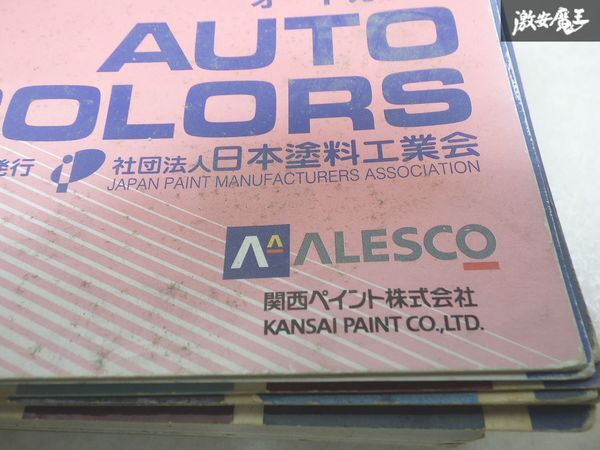 激安魔王
AUTO
COLORS
発行 社団法人日本塗料工業会
JAPAN PAINT MANUFACTURERS ASSOCIATION
ALESCO
関西ペイント株式会社
KANSAI PAINT CO.,LTD.